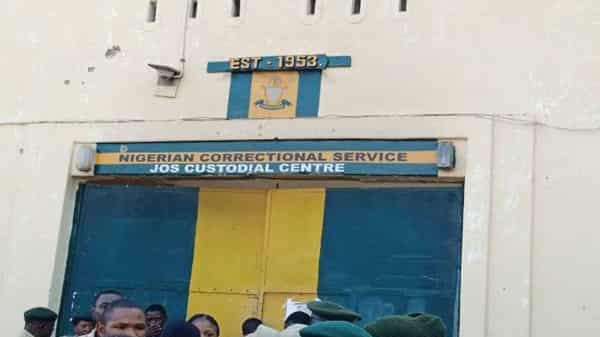 EST - 1953.
NIGERIAN CORRECTIONAL SERVICE
JOS CUSTODIAL CENTRE